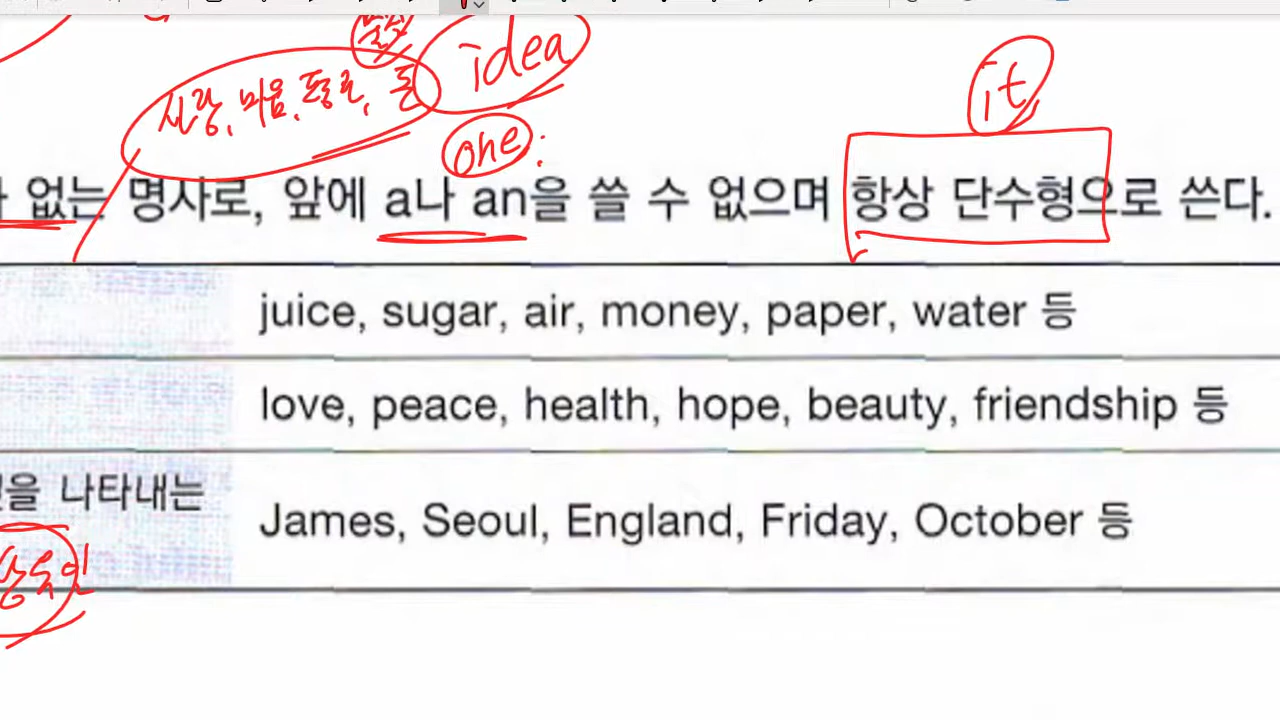 idea
it
사랑, 마음, 돈
one:
없는 명사로, 앞에 a나 an을 쓸 수 없으며 항상 단수형으로 쓴다.
juice, sugar, air, money, paper, water 등
love, peace, health, hope, beauty, friendship 등
을 나타내는
James, Seoul, England, Friday, October 등